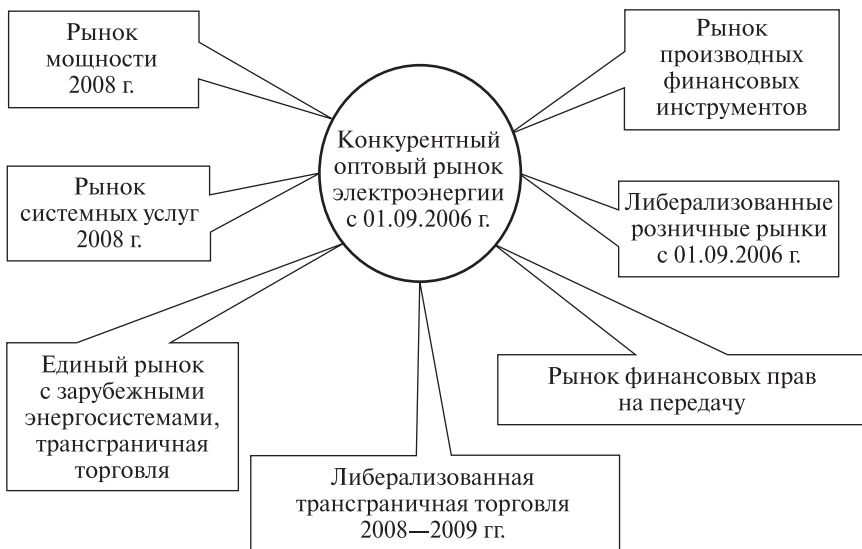 Рынок
мощности
2008 г.
Рынок
производных
финансовых
инструментов
Конкурентный
оптовый рынок
электроэнергии
с 01.09.2006 г.
Рынок
системных услуг
2008 г.
Либерализованные
розничные рынки
с 01.09.2006 г.
Единый рынок
с зарубежными
энергосистемами,
трансграничная
торговля
Рынок финансовых прав
на передачу
Либерализованная
трансграничная торговля
2008—2009 гг.